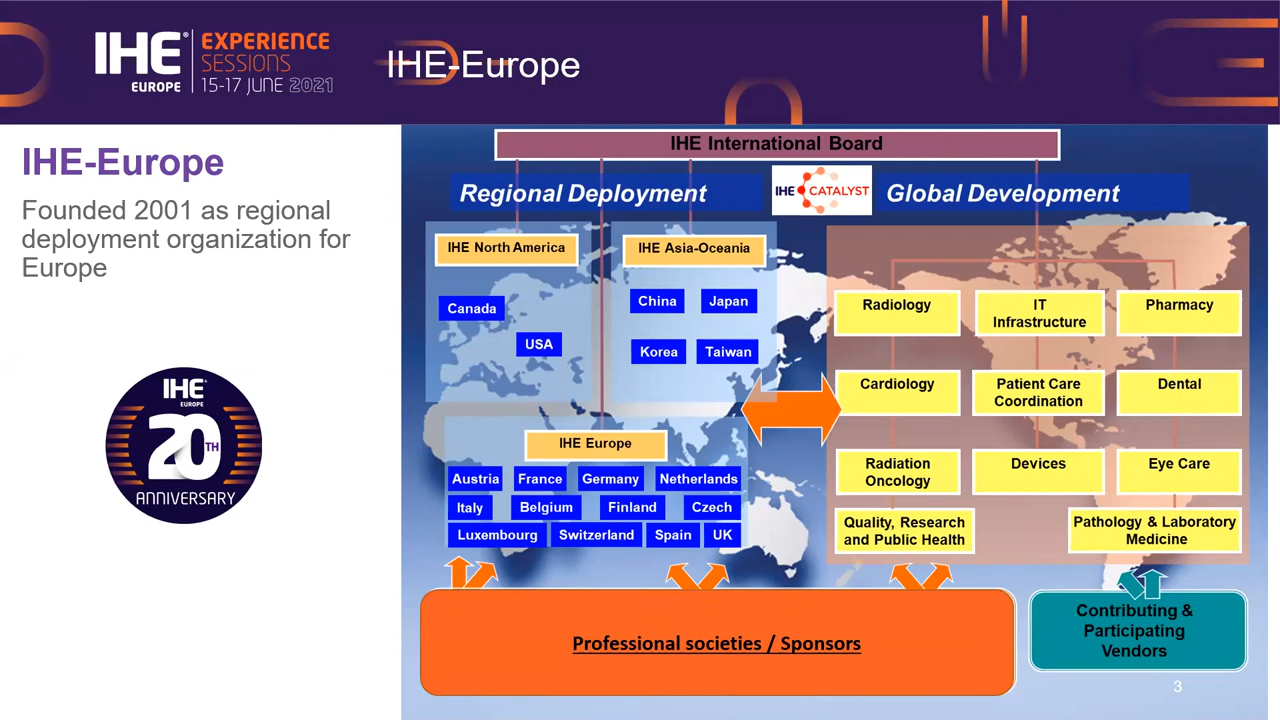 IHE®
EUROPE
EXPERIENCE
SESSIONS
15-17 JUNE 2021
IHE-Europe
IHE-Europe
Founded 2001 as regional
deployment organization for
Europe
IHE
EUROPE
20TH
ANNIVERSARY
IHE International Board
Regional Deployment
IHE CATALYST
Global Development
IHE North America
Canada
USA
IHE Asia-Oceania
China
Japan
Korea
Taiwan
IHE Europe
Austria
France
Germany
Netherlands
Italy
Belgium
Finland
Czech
Luxembourg
Switzerland
Spain
UK
Radiology
IT
Infrastructure
Pharmacy
Cardiology
Patient Care
Coordination
Dental
Radiation
Oncology
Devices
Eye Care
Quality, Research
and Public Health
Pathology & Laboratory
Medicine
Professional societies / Sponsors
Contributing &
Participating
Vendors
3